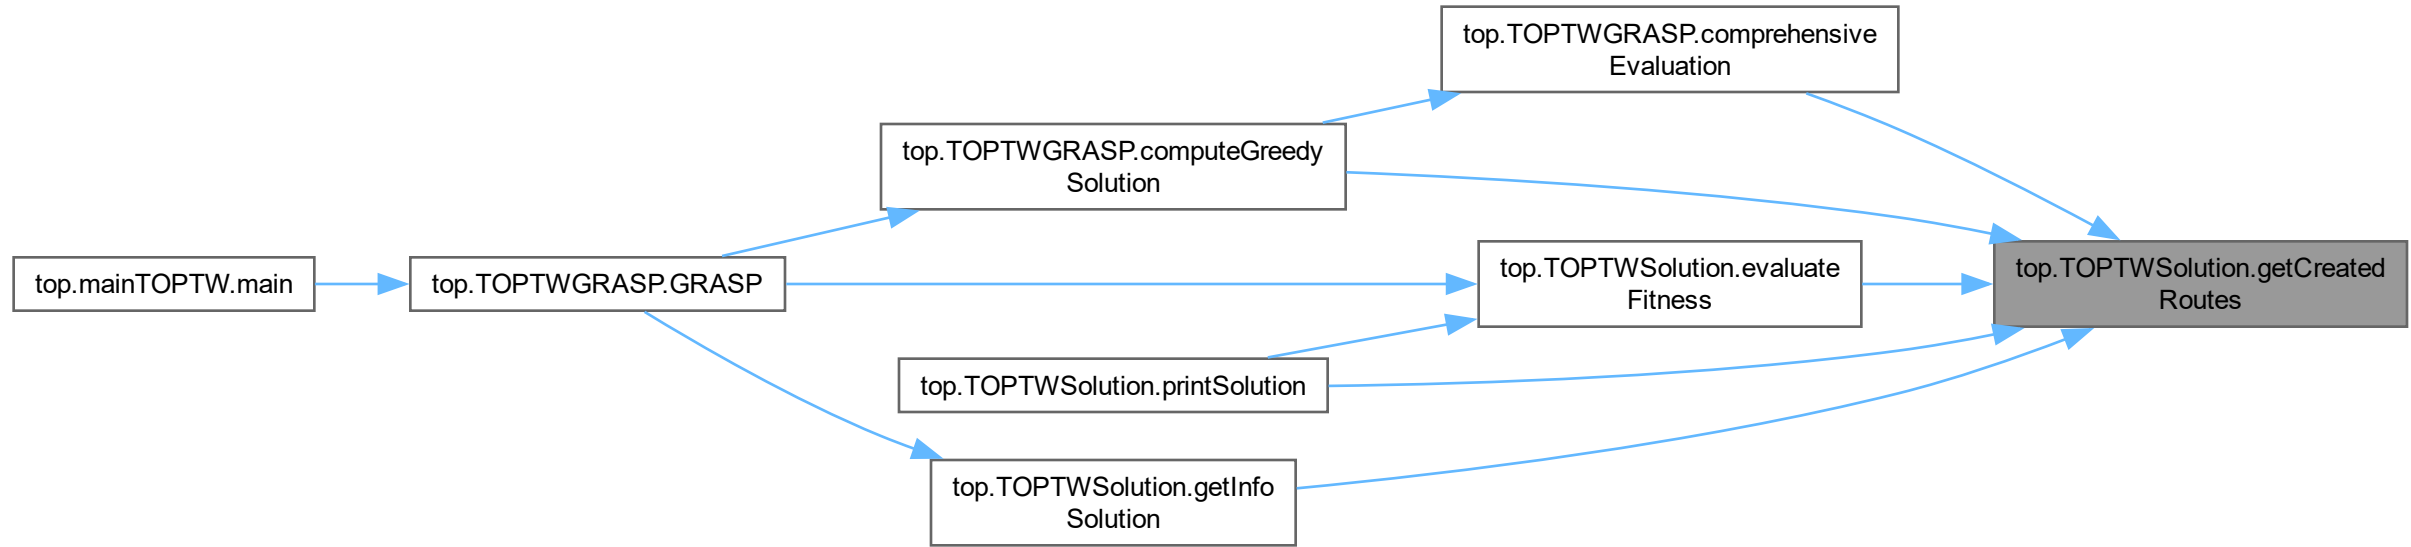 top.TOPTWGRASP.comprehensive
Evaluation
top.TOPTWGRASP.computeGreedy
Solution
top.mainTOPTW.main
top.TOPTWGRASP.GRASP
top.TOPTWSolution.evaluate
Fitness
top.TOPTWSolution.getCreated
Routes
top.TOPTWSolution.printSolution
top.TOPTWSolution.getInfo
Solution